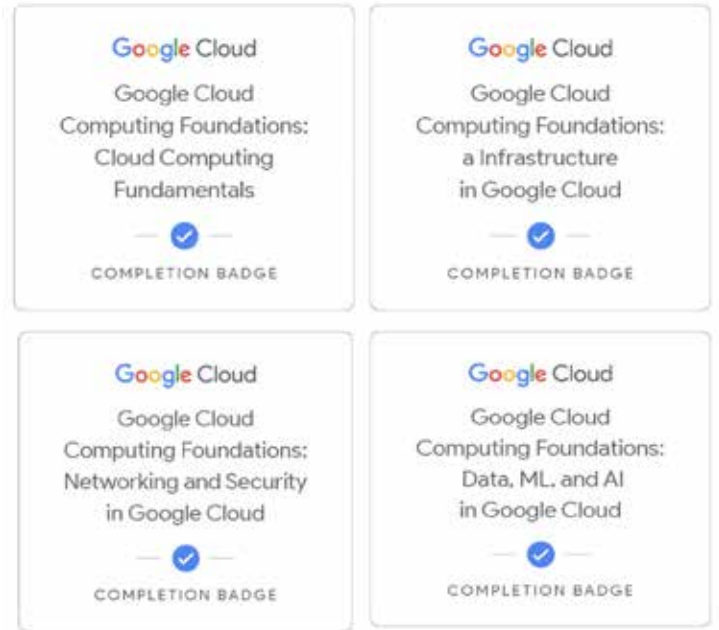 Google Cloud
Google Cloud
Computing Foundations:
Cloud Computing
Fundamentals
COMPLETION BADGE
Google Cloud
Google Cloud
Computing Foundations:
a Infrastructure
in Google Cloud
COMPLETION BADGE
Google Cloud
Google Cloud
Computing Foundations:
Networking and Security
in Google Cloud
COMPLETION BADGE
Google Cloud
Google Cloud
Computing Foundations:
Data, ML, and AI
in Google Cloud
COMPLETION BADGE